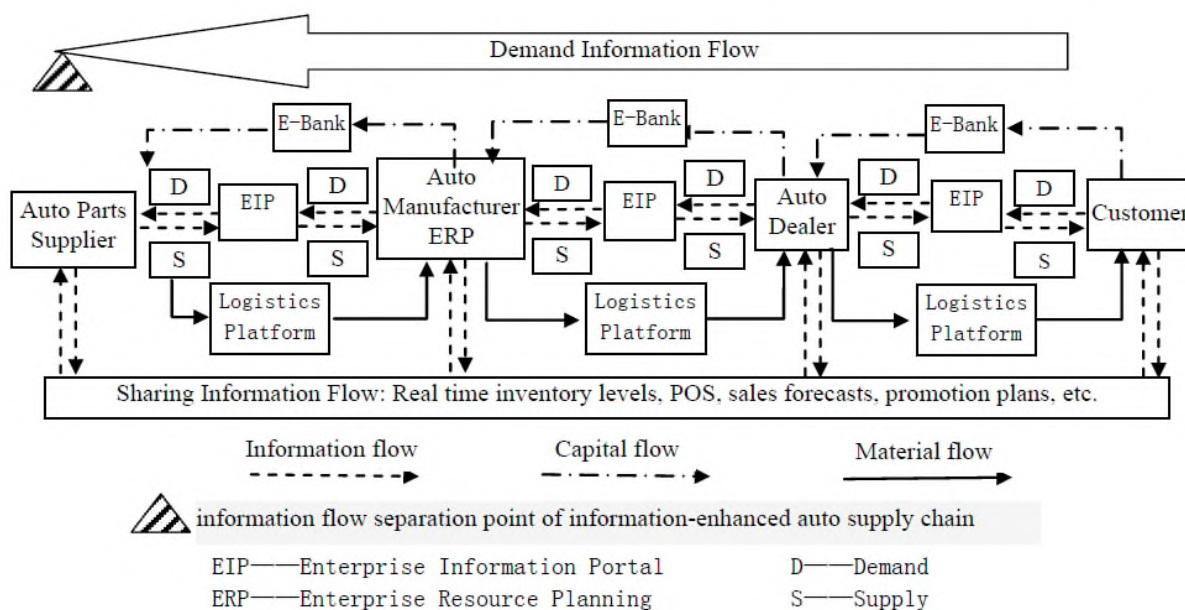 Demand Information Flow
E-Bank
E-Bank
E-Bank
D
D
D
D
D
D
Auto Parts
Supplier
EIP
Auto
Manufacturer
ERP
EIP
Auto
Dealer
EIP
Customer
S
S
S
S
S
S
Logistics
Platform
Logistics
Platform
Logistics
Platform
Sharing Information Flow: Real time inventory levels, POS, sales forecasts, promotion plans, etc.
Information flow
Capital flow
Material flow
information flow separation point of information-enhanced auto supply chain
EIP——Enterprise Information Portal
D——Demand
ERP——Enterprise Resource Planning
S——Supply